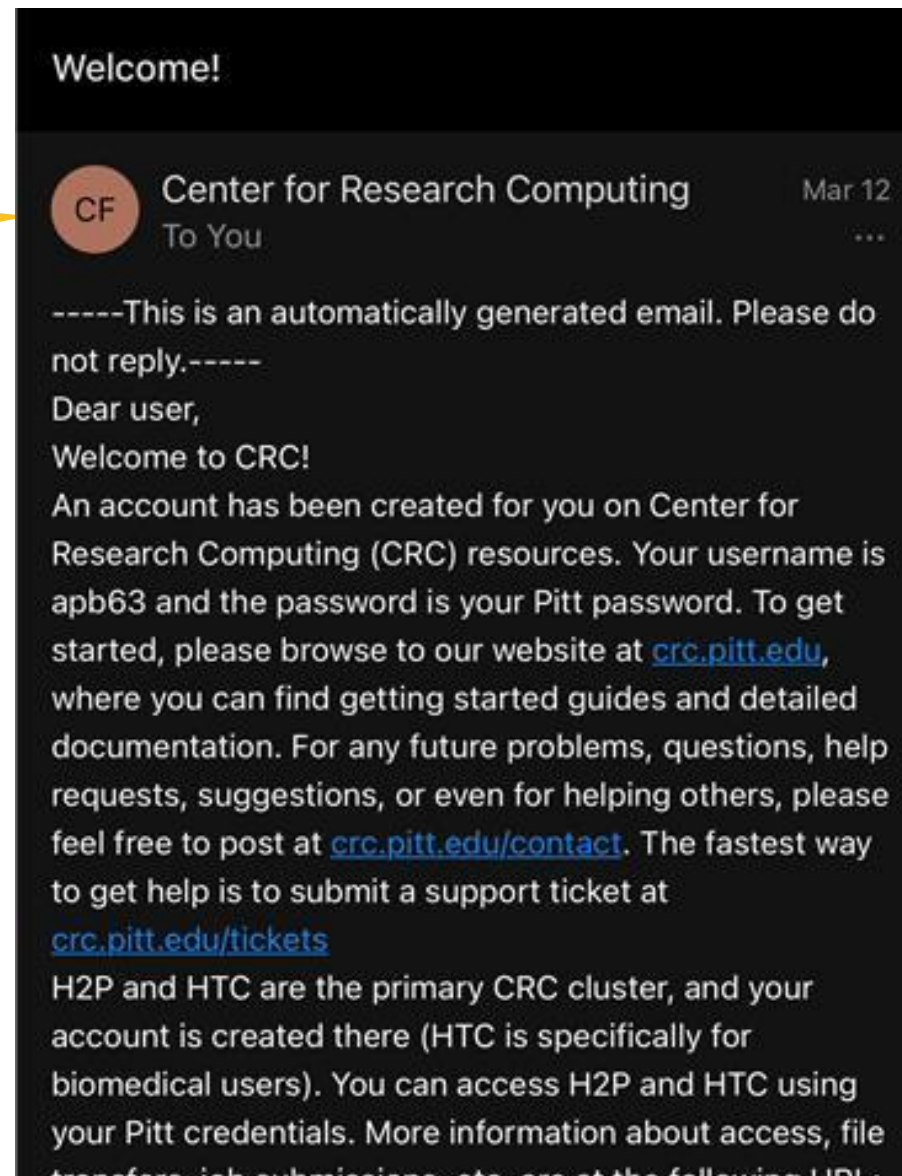 Welcome!
CF
Center for Research Computing
Mar 12
To You
...
-----This is an automatically generated email. Please do
not reply.-----
Dear user,
Welcome to CRC!
An account has been created for you on Center for
Research Computing (CRC) resources. Your username is
apb63 and the password is your Pitt password. To get
started, please browse to our website at crc.pitt.edu,
where you can find getting started guides and detailed
documentation. For any future problems, questions, help
requests, suggestions, or even for helping others, please
feel free to post at crc.pitt.edu/contact. The fastest way
to get help is to submit a support ticket at
crc.pitt.edu/tickets
H2P and HTC are the primary CRC cluster, and your
account is created there (HTC is specifically for
biomedical users). You can access H2P and HTC using
your Pitt credentials. More information about access, file